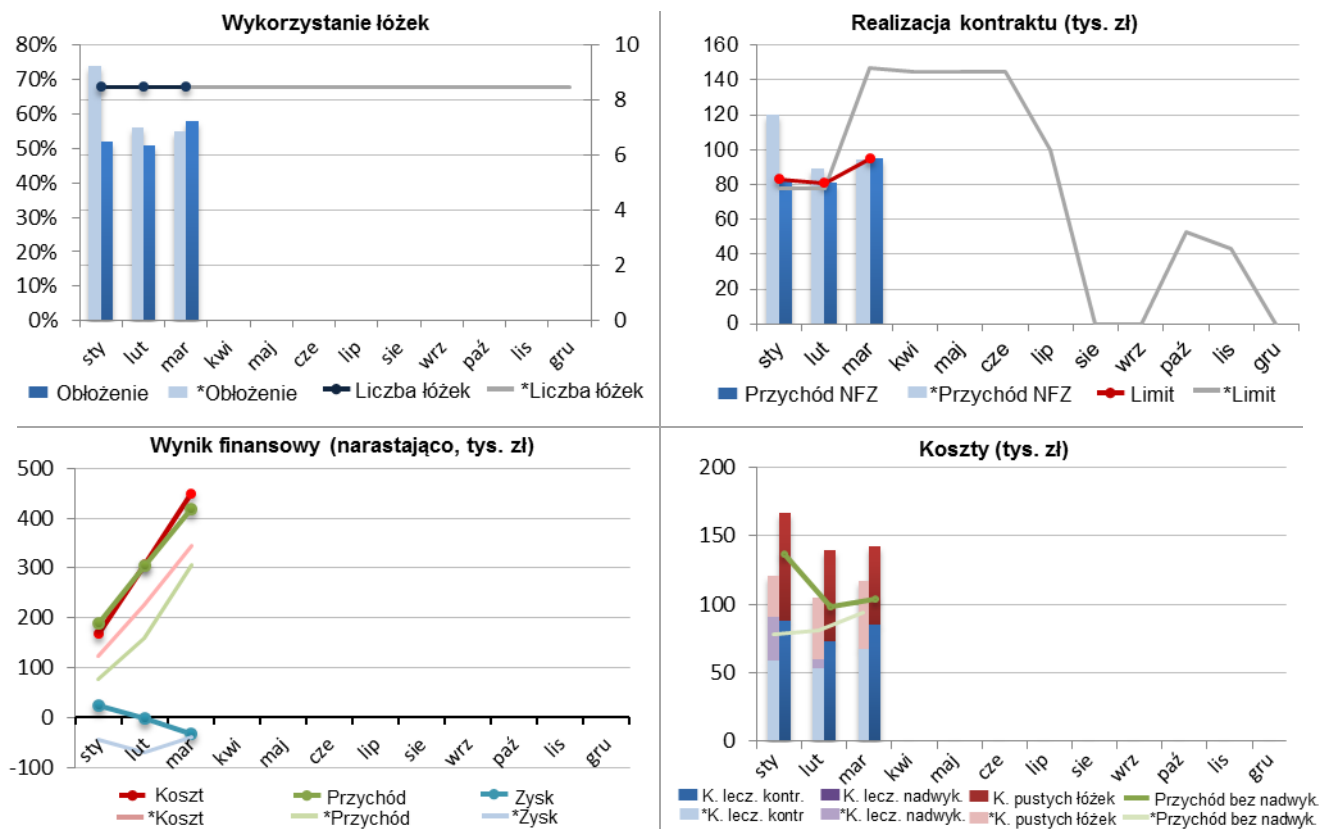 Wykorzystanie łóżek
80%
70%
60%
50%
40%
30%
20%
10%
0%
10
8
6
4
2
0
sty lut mar kwi maj cze lip sie wrz paź lis gru
Obłożenie *Obłożenie Liczba łóżek *Liczba łóżek
Realizacja kontraktu (tys. zł)
160
140
120
100
80
60
40
20
0
sty lut mar kwi maj cze lip sie wrz paź lis gru
Przychód NFZ *Przychód NFZ Limit *Limit
Wynik finansowy (narastająco, tys. zł)
500
400
300
200
100
0
-100
sty lut mar kwi maj cze lip sie wrz paź lis gru
Koszt Przychód Zysk
*Koszt *Przychód *Zysk
Koszty (tys. zł)
200
150
100
50
0
sty lut mar kwi maj cze lip sie wrz paź lis gru
K. lecz. kontr. K. lecz. nadwyk. K. pustych łóżek Przychód bez nadwyk.
*K. lecz. kontr *K. lecz. nadwyk. *K. pustych łóżek *Przychód bez nadwyk.